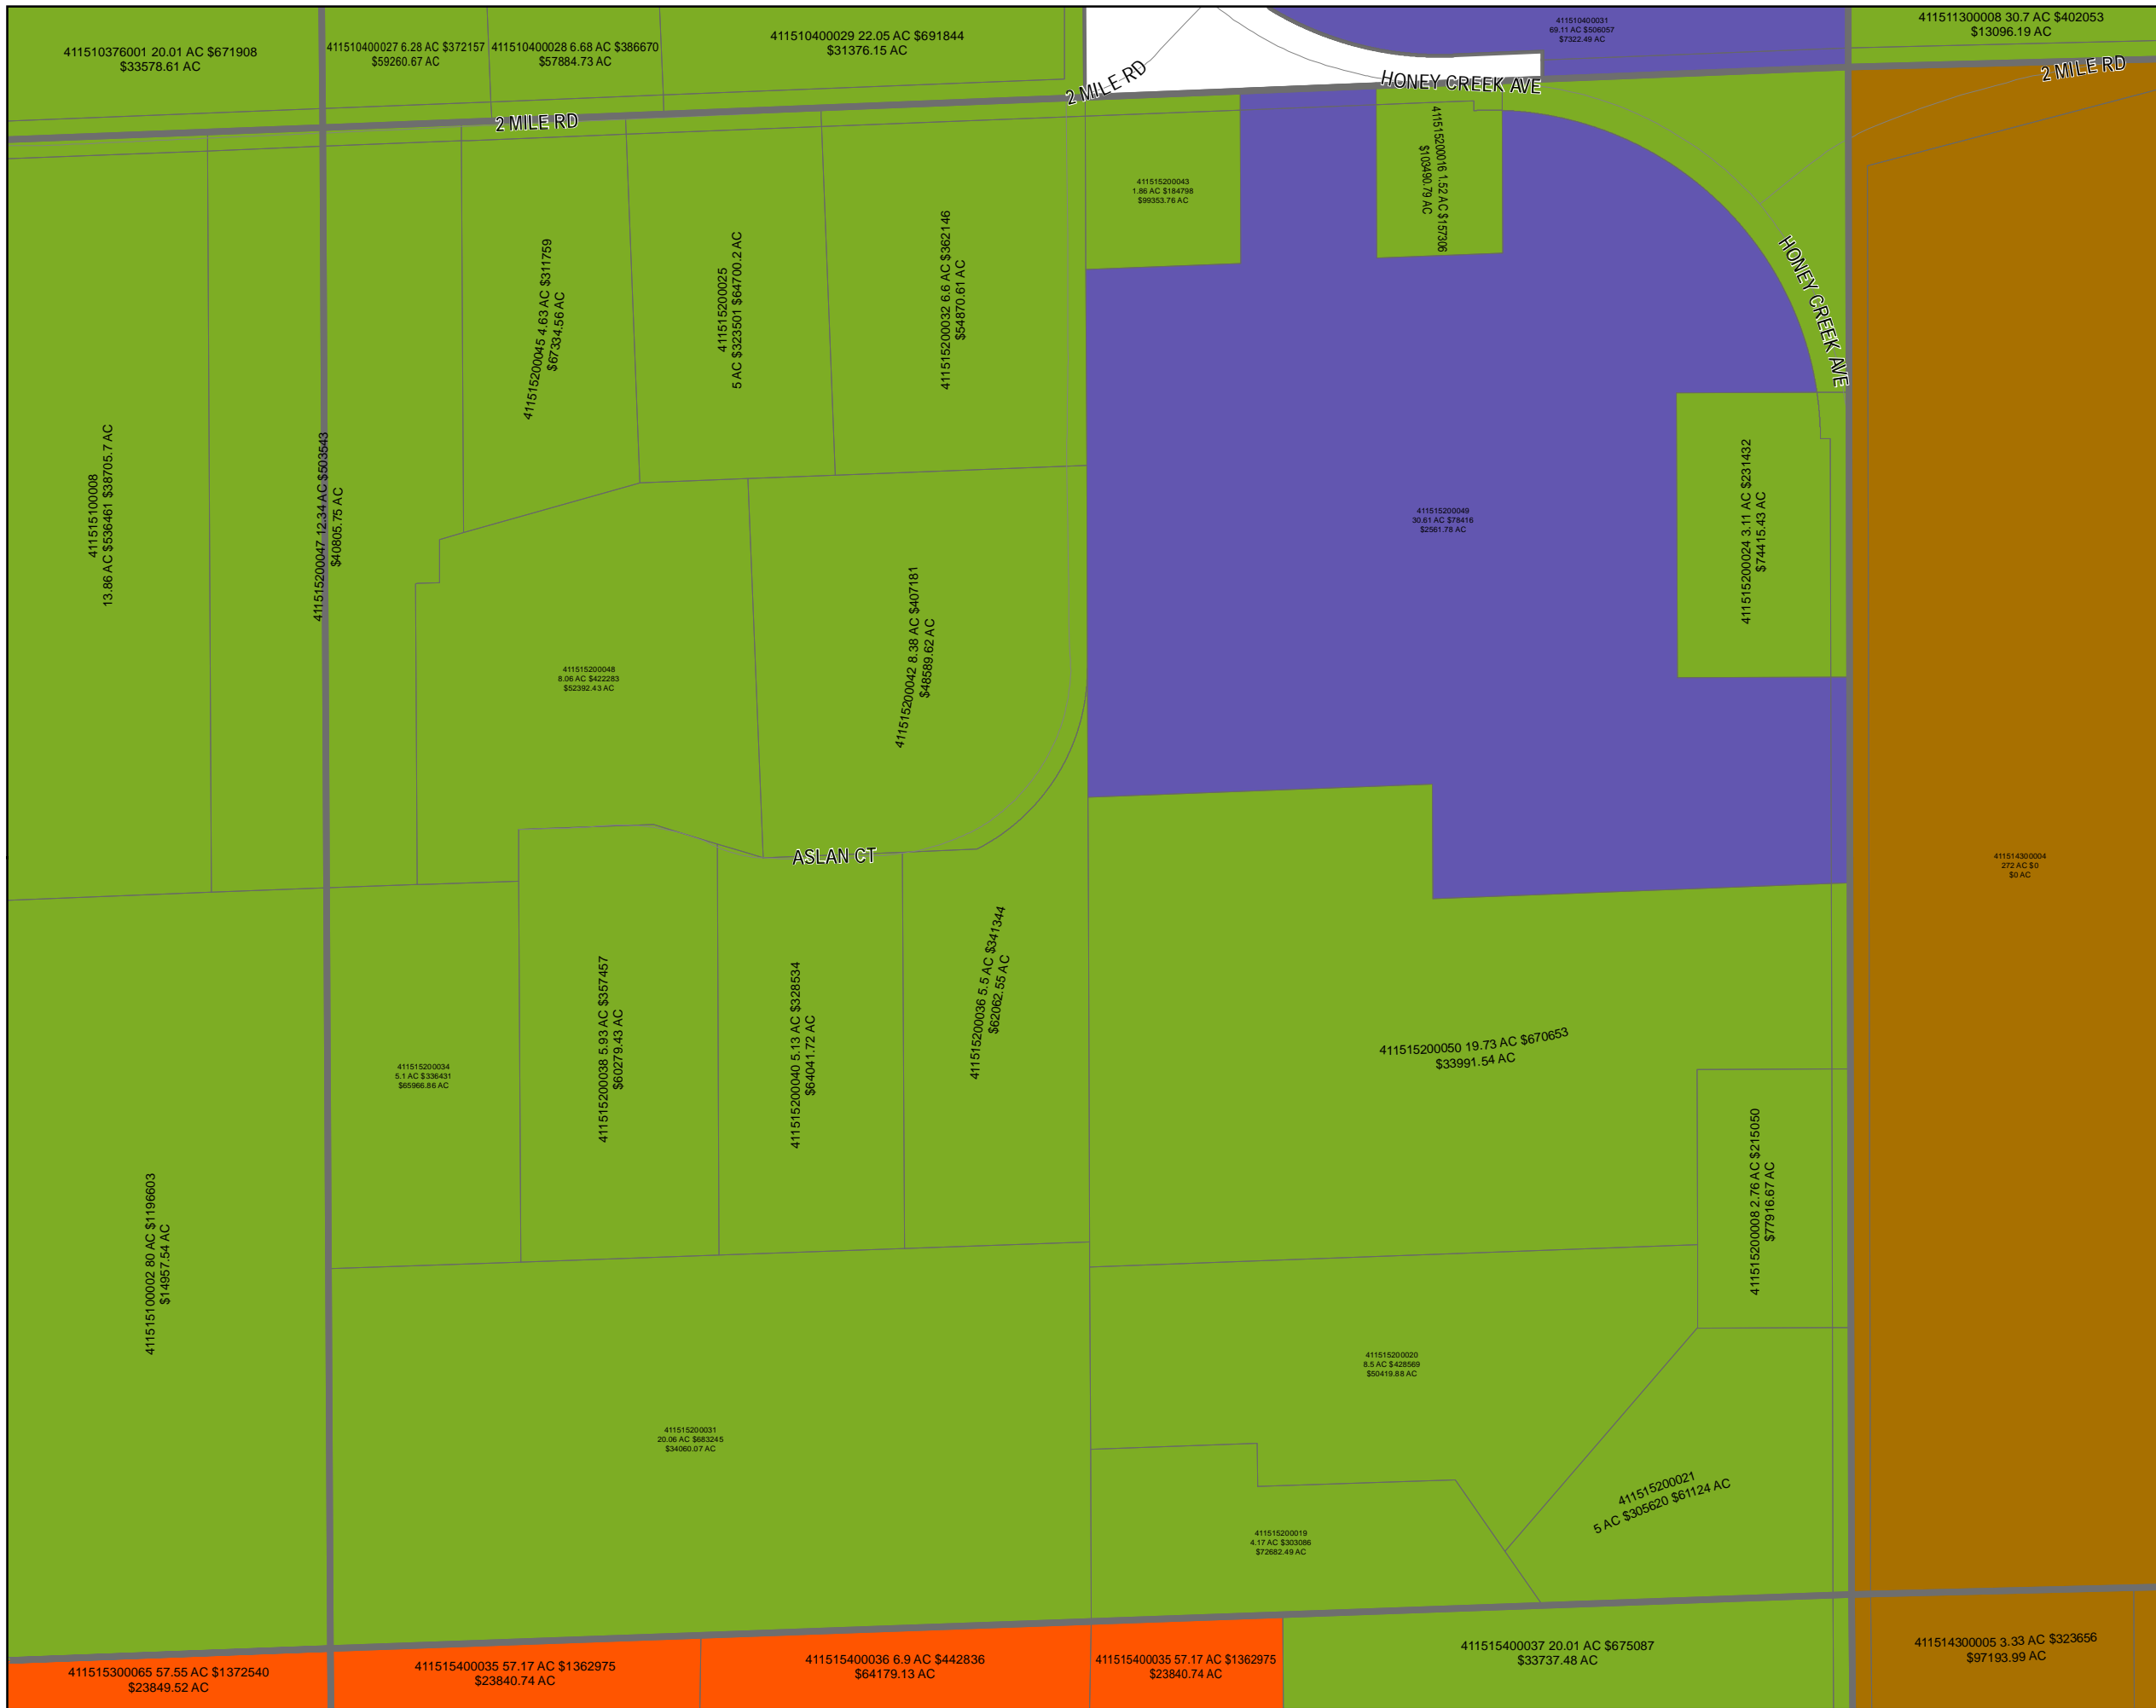 411510376001 20.01 AC $671908
$33578.61 AC
411510400027 6.28 AC $372157
$59260.67 AC
411510400028 6.68 AC $386670
$57884.73 AC
411510400029 22.05 AC $691844
$31376.15 AC
411510400031
69.11 AC $506057
$7322.49 AC
411511300008 30.7 AC $402053
$13096.19 AC
2 MILE RD
2 MILE RD
HONEY CREEK AVE
2 MILE RD
HONEY CREEK AVE
411515200043
1.86 AC $184798
$99353.76 AC
411515200016 1.52 AC $157306
$103490.79 AC
411515200045 4.63 AC $311759
$67334.56 AC
411515200025
5 AC $323501 $64700.2 AC
411515200032 6.6 AC $362146
$54870.61 AC
411515100008
13.86 AC $536461 $38705.7 AC
411515200047 12.34 AC $503543
$40805.75 AC
411515200049
30.61 AC $78416
$2561.78 AC
411515200024 3.11 AC $231432
$74415.43 AC
411515200048
8.06 AC $422283
$52392.43 AC
411515200042 8.38 AC $407181
$48589.62 AC
ASLAN CT
411514300004
272 AC $0
$0 AC
411515200034
5.1 AC $336431
$65966.86 AC
411515200038 5.93 AC $357457
$60279.43 AC
411515200040 5.13 AC $328534
$64041.72 AC
411515200036 5.5 AC $341344
$62062.55 AC
411515200050 19.73 AC $670653
$33991.54 AC
411515200008 2.76 AC $215050
$77916.67 AC
411515100002 80 AC $1196603
$14957.54 AC
411515200020
8.5 AC $428569
$50419.88 AC
411515200031
20.06 AC $683245
$34060.07 AC
411515200021
5 AC $305620 $61124 AC
411515200019
4.17 AC $303086
$72682.49 AC
411515300065 57.55 AC $1372540
$23849.52 AC
411515400035 57.17 AC $1362975
$23840.74 AC
411515400036 6.9 AC $442836
$64179.13 AC
411515400035 57.17 AC $1362975
$23840.74 AC
411515400037 20.01 AC $675087
$33737.48 AC
411514300005 3.33 AC $323656
$97193.99 AC